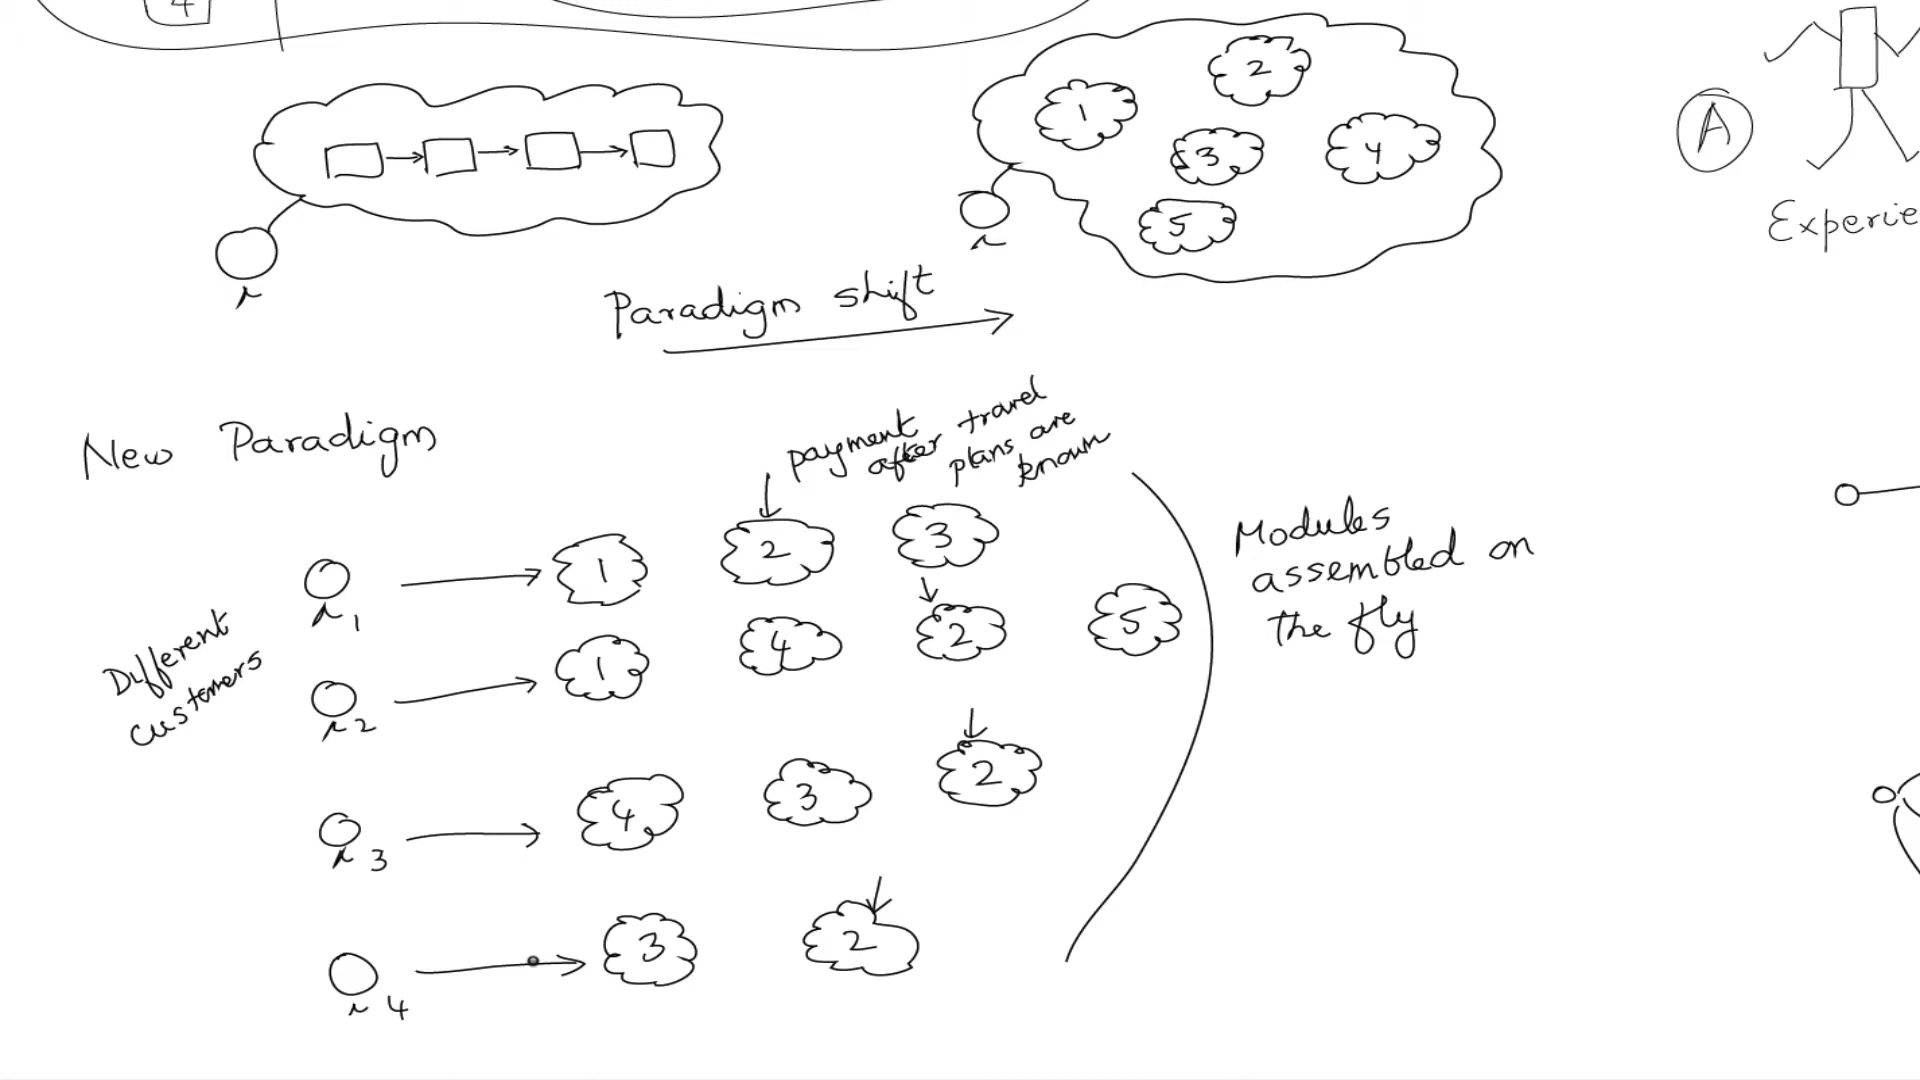 4
2
1
3
4
5
A
Experie
Paradigm shift
New Paradigm
payment
after travel
plans are
known
Different
customers
1
1
2
3
2
1
4
2
5
3
4
3
2
4
3
2
Modules
assembled on
the fly